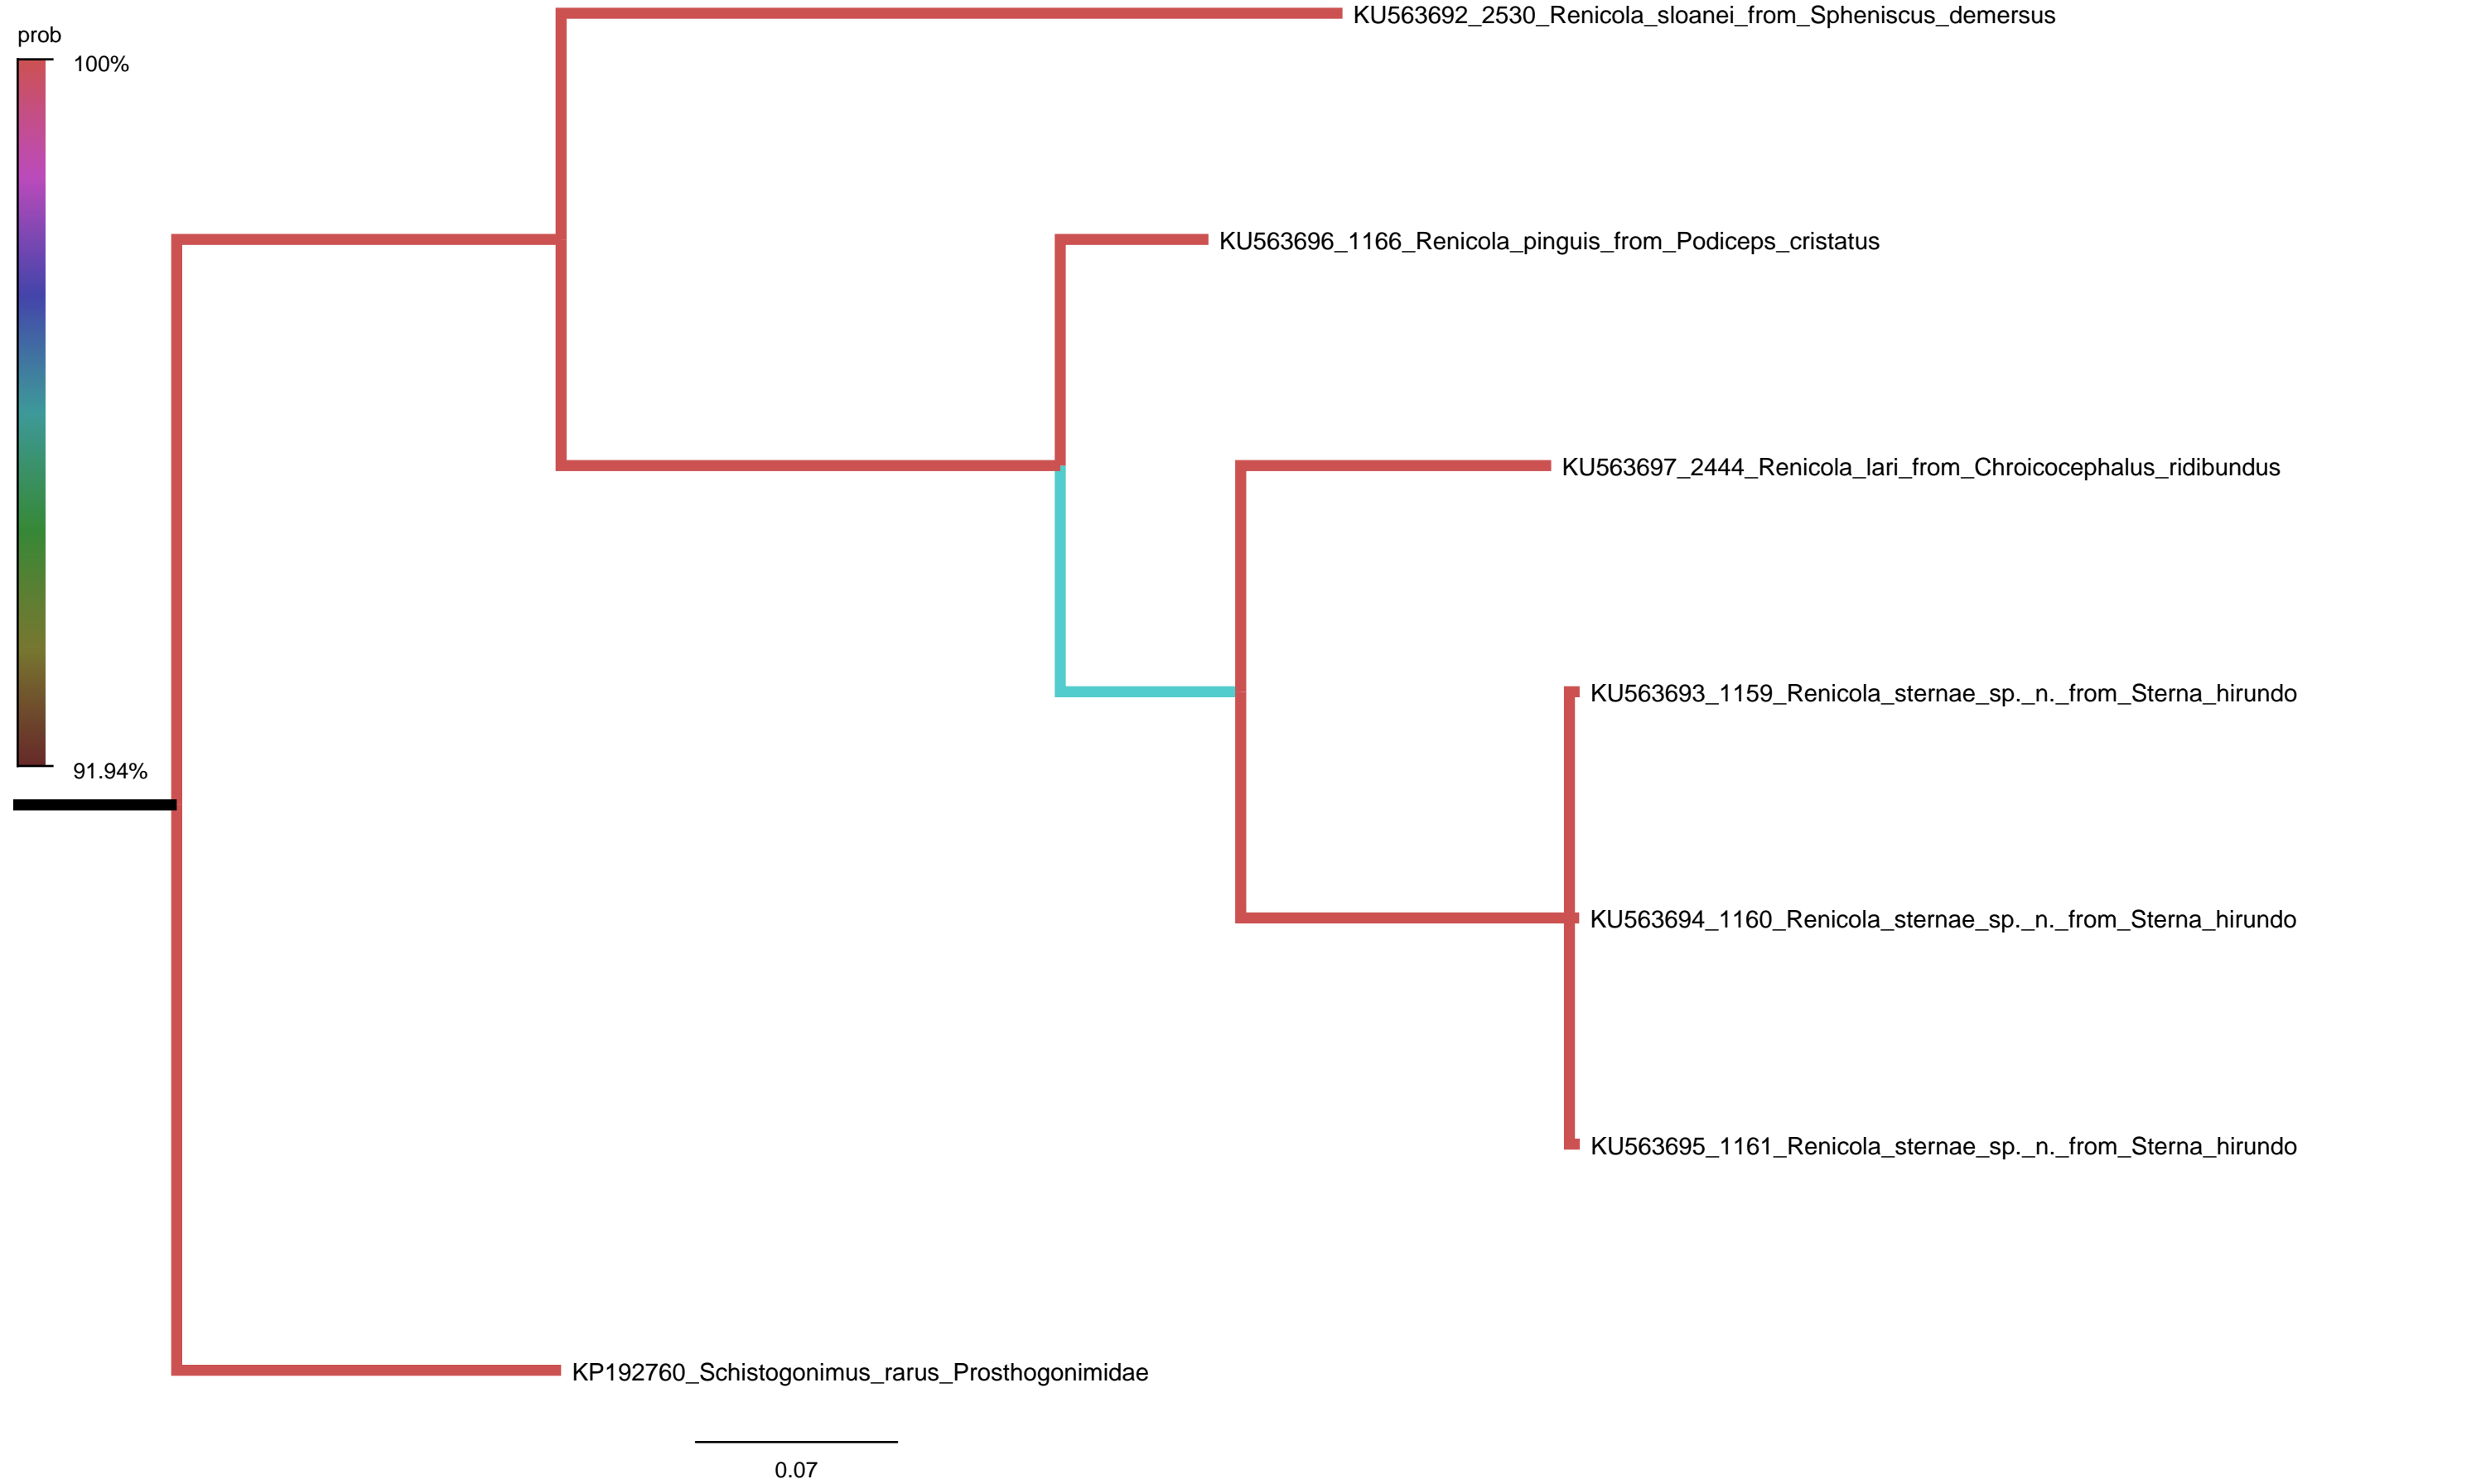 KU563692_2530_Renicola_sloanei_from_Spheniscus_demersus
prob
100%
KU563696_1166_Renicola_pinguis_from_Podiceps_cristatus
KU563697_2444_Renicola_lari_from_Chroicocephalus_ridibundus
KU563693_1159_Renicola_sternae_sp._n._from_Sterna_hirundo
91.94%
KU563694_1160_Renicola_sternae_sp._n._from_Sterna_hirundo
KU563695_1161_Renicola_sternae_sp._n._from_Sterna_hirundo
KP192760_Schistogonimus_rarus_Prosthogonimidae
0.07